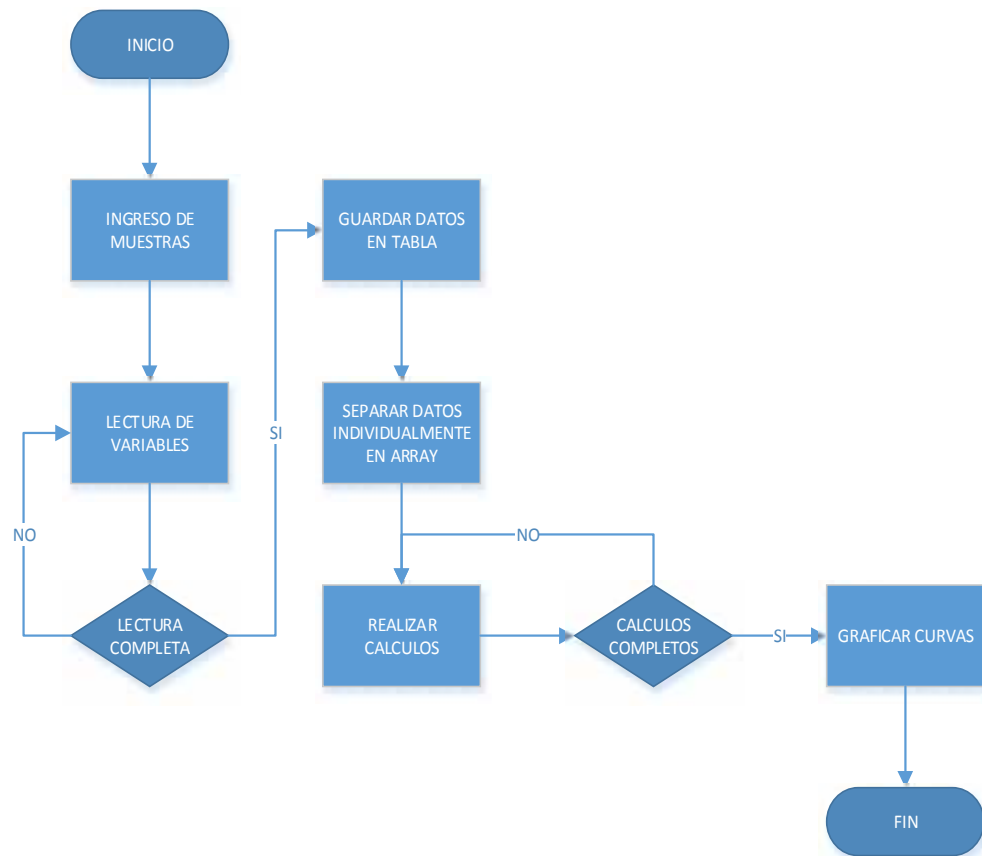 INICIO
INGRESO DE
MUESTRAS
LECTURA DE
VARIABLES
NO
LECTURA
COMPLETA
SI
GUARDAR DATOS
EN TABLA
SEPARAR DATOS
INDIVIDUALMENTE
EN ARRAY
NO
REALIZAR
CALCULOS
CALCULOS
COMPLETOS
SI
GRAFICAR CURVAS
FIN